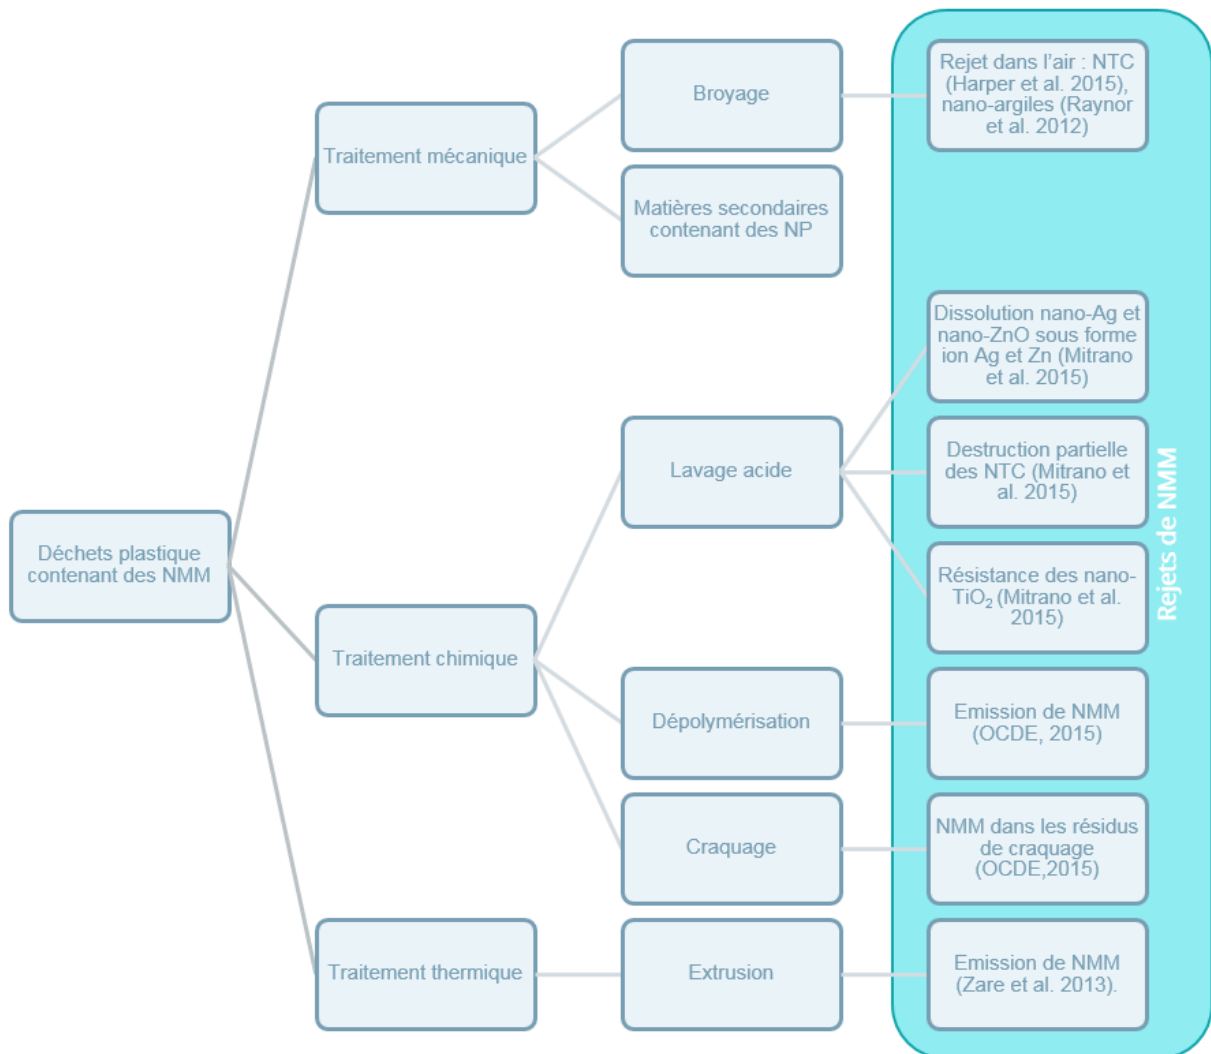 Déchets plastique
contenant des NMM
Traitement mécanique
Broyage
Rejet dans l'air : NTC
(Harper et al. 2015),
nano-argiles (Raynor
et al. 2012)
Matières secondaires
contenant des NP
Traitement chimique
Lavage acide
Dissolution nano-Ag et
nano-ZnO sous forme
ion Ag et Zn (Mitrano
et al. 2015)
Destruction partielle
des NTC (Mitrano et
al. 2015)
Résistance des nano-
TiO₂ (Mitrano et al.
2015)
Dépolymérisation
Emission de NMM
(OCDE, 2015)
Craquage
NMM dans les résidus
de craquage
(OCDE,2015)
Traitement thermique
Extrusion
Emission de NMM
(Zare et al. 2013).
Rejets de NMM